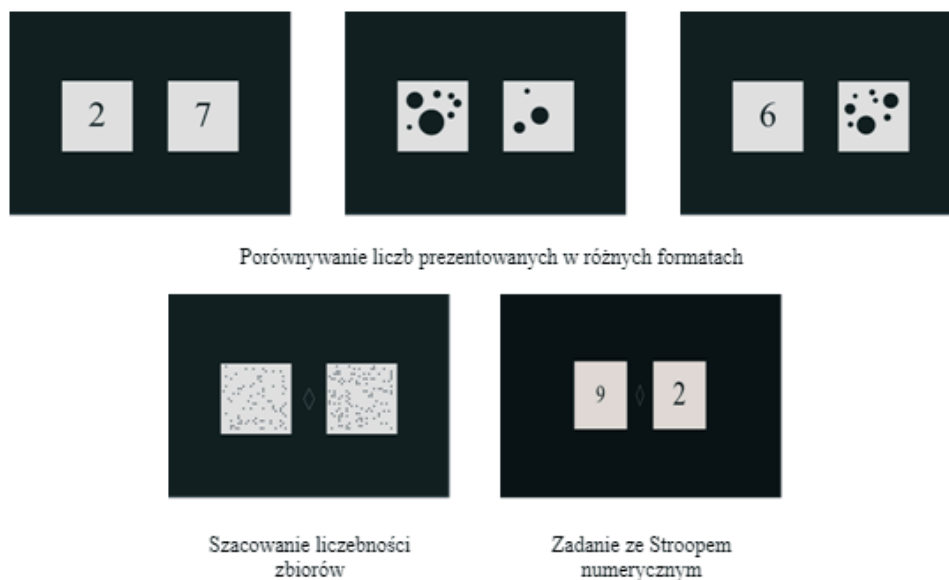 2 7
6
Porównywanie liczb prezentowanych w różnych formatach
9 2
Szacowanie liczebności
zbiorów
Zadanie ze Stroopem
numerycznym